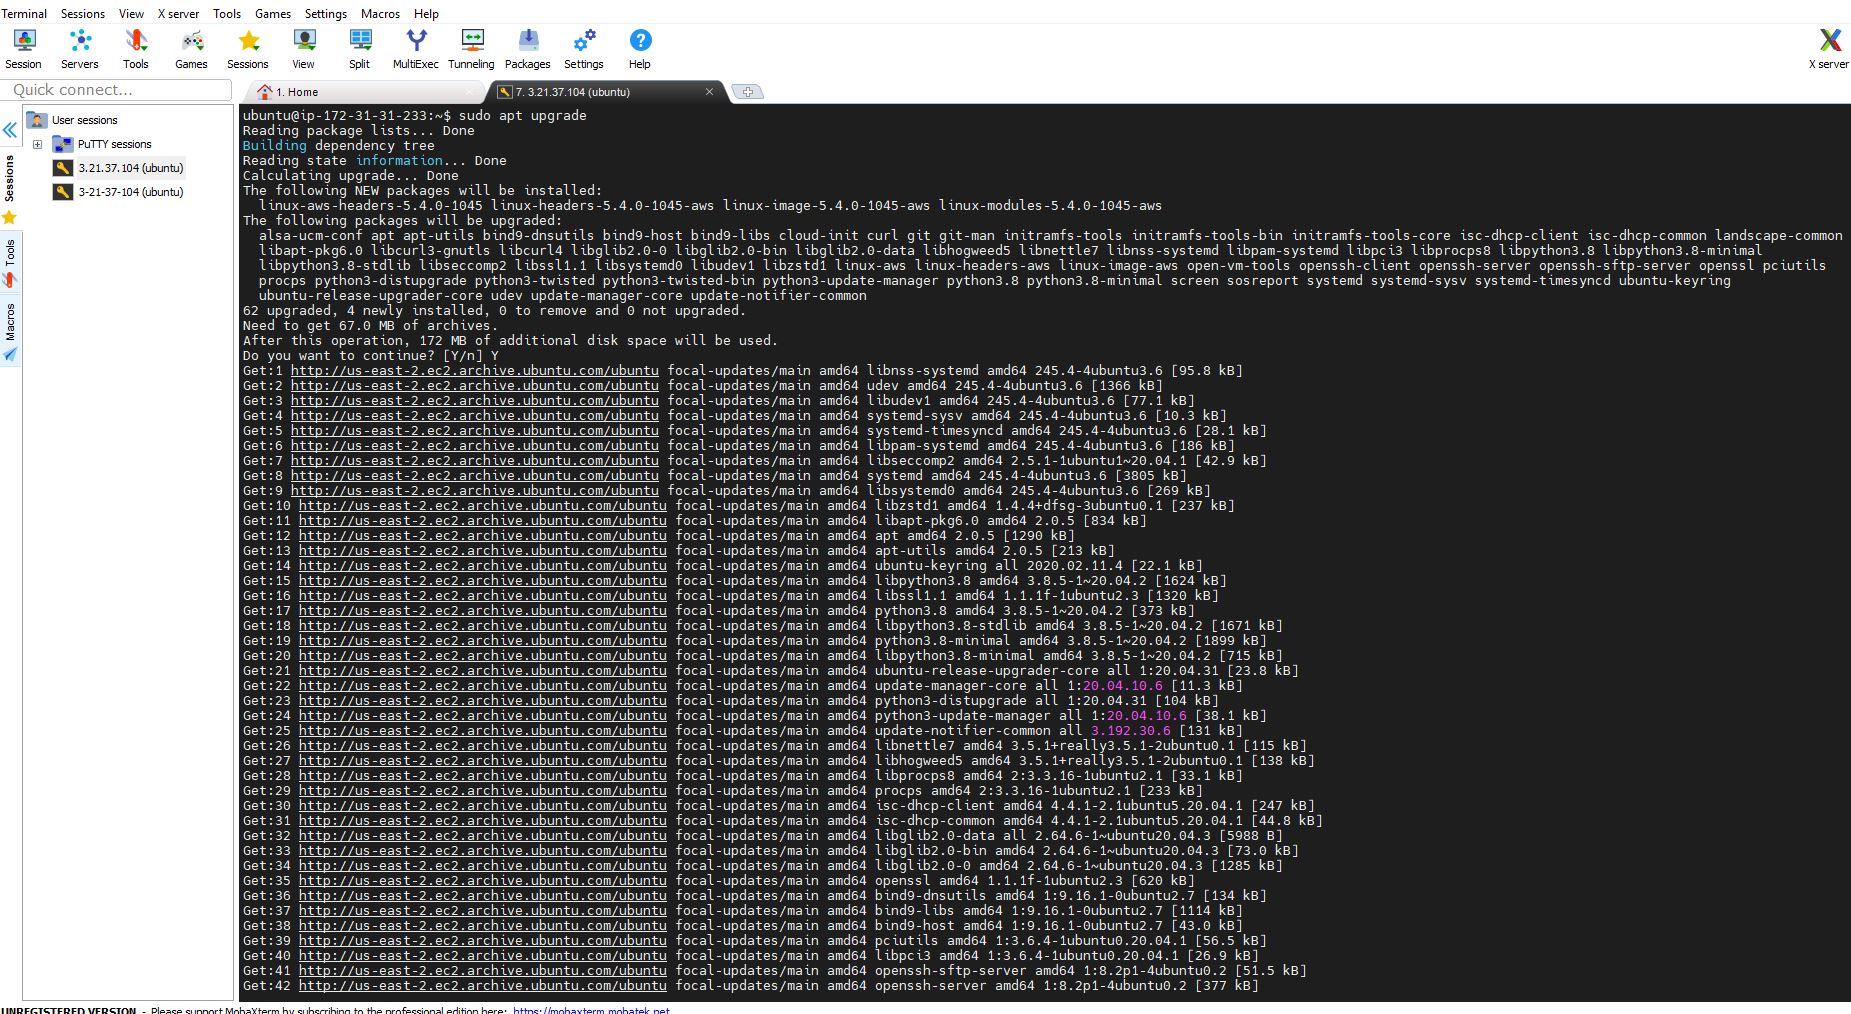 Terminal Sessions View X server Tools Games Settings Macros Help
Session Servers Tools Games Sessions View Split MultiExec Tunneling Packages Settings Help X server
Quick connect...
1. Home
7. 3.21.37.104 (ubuntu)
User sessions
PuTTY sessions
3.21.37.104 (ubuntu)
3-21-37-104 (ubuntu)
Sessions
Tools
Macros
ubuntu@ip-172-31-31-233:~$ sudo apt upgrade
Reading package lists... Done
Building dependency tree
Reading state information... Done
Calculating upgrade... Done
The following NEW packages will be installed:
linux-aws-headers-5.4.0-1045 linux-headers-5.4.0-1045-aws linux-image-5.4.0-1045-aws linux-modules-5.4.0-1045-aws
The following packages will be upgraded:
alsa-ucm-conf apt apt-utils bind9-dnsutils bind9-host bind9-libs cloud-init curl git git-man initramfs-tools initramfs-tools-bin initramfs-tools-core isc-dhcp-client isc-dhcp-common landscape-common
libapt-pkg6.0 libcurl3-gnutls libcurl4 libglib2.0-0 libglib2.0-bin libglib2.0-data libhogweed5 libnettle7 libnss-systemd libpam-systemd libpci3 libprocps8 libpython3.8 libpython3.8-minimal
libpython3.8-stdlib libseccomp2 libssl1.1 libsystemd0 libudev1 libzstd1 linux-aws linux-headers-aws linux-image-aws open-vm-tools openssh-client openssh-server openssh-sftp-server openssl pciutils
procps python3-distupgrade python3-twisted python3-twisted-bin python3-update-manager python3.8 python3.8-minimal screen sosreport systemd systemd-sysv systemd-timesyncd ubuntu-keyring
ubuntu-release-upgrader-core udev update-manager-core update-notifier-common
62 upgraded, 4 newly installed, 0 to remove and 0 not upgraded.
Need to get 67.0 MB of archives.
After this operation, 172 MB of additional disk space will be used.
Do you want to continue? [Y/n] Y
Get:1 http://us-east-2.ec2.archive.ubuntu.com/ubuntu focal-updates/main amd64 libnss-systemd amd64 245.4-4ubuntu3.6 [95.8 kB]
Get:2 http://us-east-2.ec2.archive.ubuntu.com/ubuntu focal-updates/main amd64 udev amd64 245.4-4ubuntu3.6 [1366 kB]
Get:3 http://us-east-2.ec2.archive.ubuntu.com/ubuntu focal-updates/main amd64 libudev1 amd64 245.4-4ubuntu3.6 [77.1 kB]
Get:4 http://us-east-2.ec2.archive.ubuntu.com/ubuntu focal-updates/main amd64 systemd-sysv amd64 245.4-4ubuntu3.6 [10.3 kB]
Get:5 http://us-east-2.ec2.archive.ubuntu.com/ubuntu focal-updates/main amd64 systemd-timesyncd amd64 245.4-4ubuntu3.6 [28.1 kB]
Get:6 http://us-east-2.ec2.archive.ubuntu.com/ubuntu focal-updates/main amd64 libpam-systemd amd64 245.4-4ubuntu3.6 [186 kB]
Get:7 http://us-east-2.ec2.archive.ubuntu.com/ubuntu focal-updates/main amd64 libseccomp2 amd64 2.5.1-1ubuntu1~20.04.1 [42.9 kB]
Get:8 http://us-east-2.ec2.archive.ubuntu.com/ubuntu focal-updates/main amd64 systemd amd64 245.4-4ubuntu3.6 [3805 kB]
Get:9 http://us-east-2.ec2.archive.ubuntu.com/ubuntu focal-updates/main amd64 libsystemd0 amd64 245.4-4ubuntu3.6 [269 kB]
Get:10 http://us-east-2.ec2.archive.ubuntu.com/ubuntu focal-updates/main amd64 libzstd1 amd64 1.4.4+dfsg-3ubuntu0.1 [237 kB]
Get:11 http://us-east-2.ec2.archive.ubuntu.com/ubuntu focal-updates/main amd64 libapt-pkg6.0 amd64 2.0.5 [834 kB]
Get:12 http://us-east-2.ec2.archive.ubuntu.com/ubuntu focal-updates/main amd64 apt amd64 2.0.5 [1290 kB]
Get:13 http://us-east-2.ec2.archive.ubuntu.com/ubuntu focal-updates/main amd64 apt-utils amd64 2.0.5 [213 kB]
Get:14 http://us-east-2.ec2.archive.ubuntu.com/ubuntu focal-updates/main amd64 ubuntu-keyring all 2020.02.11.4 [22.1 kB]
Get:15 http://us-east-2.ec2.archive.ubuntu.com/ubuntu focal-updates/main amd64 libpython3.8 amd64 3.8.5-1~20.04.2 [1624 kB]
Get:16 http://us-east-2.ec2.archive.ubuntu.com/ubuntu focal-updates/main amd64 libssl1.1 amd64 1.1.1f-1ubuntu2.3 [1320 kB]
Get:17 http://us-east-2.ec2.archive.ubuntu.com/ubuntu focal-updates/main amd64 python3.8 amd64 3.8.5-1~20.04.2 [373 kB]
Get:18 http://us-east-2.ec2.archive.ubuntu.com/ubuntu focal-updates/main amd64 libpython3.8-stdlib amd64 3.8.5-1~20.04.2 [1671 kB]
Get:19 http://us-east-2.ec2.archive.ubuntu.com/ubuntu focal-updates/main amd64 python3.8-minimal amd64 3.8.5-1~20.04.2 [1899 kB]
Get:20 http://us-east-2.ec2.archive.ubuntu.com/ubuntu focal-updates/main amd64 libpython3.8-minimal amd64 3.8.5-1~20.04.2 [715 kB]
Get:21 http://us-east-2.ec2.archive.ubuntu.com/ubuntu focal-updates/main amd64 ubuntu-release-upgrader-core all 1:20.04.31 [23.8 kB]
Get:22 http://us-east-2.ec2.archive.ubuntu.com/ubuntu focal-updates/main amd64 update-manager-core all 1:20.04.10.6 [11.3 kB]
Get:23 http://us-east-2.ec2.archive.ubuntu.com/ubuntu focal-updates/main amd64 python3-distupgrade all 1:20.04.31 [104 kB]
Get:24 http://us-east-2.ec2.archive.ubuntu.com/ubuntu focal-updates/main amd64 python3-update-manager all 1:20.04.10.6 [38.1 kB]
Get:25 http://us-east-2.ec2.archive.ubuntu.com/ubuntu focal-updates/main amd64 update-notifier-common all 3.192.30.6 [131 kB]
Get:26 http://us-east-2.ec2.archive.ubuntu.com/ubuntu focal-updates/main amd64 libnettle7 amd64 3.5.1+really3.5.1-2ubuntu0.1 [115 kB]
Get:27 http://us-east-2.ec2.archive.ubuntu.com/ubuntu focal-updates/main amd64 libhogweed5 amd64 3.5.1+really3.5.1-2ubuntu0.1 [138 kB]
Get:28 http://us-east-2.ec2.archive.ubuntu.com/ubuntu focal-updates/main amd64 libprocps8 amd64 2:3.3.16-1ubuntu2.1 [33.1 kB]
Get:29 http://us-east-2.ec2.archive.ubuntu.com/ubuntu focal-updates/main amd64 procps amd64 2:3.3.16-1ubuntu2.1 [233 kB]
Get:30 http://us-east-2.ec2.archive.ubuntu.com/ubuntu focal-updates/main amd64 isc-dhcp-client amd64 4.4.1-2.1ubuntu5.20.04.1 [247 kB]
Get:31 http://us-east-2.ec2.archive.ubuntu.com/ubuntu focal-updates/main amd64 isc-dhcp-common amd64 4.4.1-2.1ubuntu5.20.04.1 [44.8 kB]
Get:32 http://us-east-2.ec2.archive.ubuntu.com/ubuntu focal-updates/main amd64 libglib2.0-data all 2.64.6-1~ubuntu20.04.3 [5988 B]
Get:33 http://us-east-2.ec2.archive.ubuntu.com/ubuntu focal-updates/main amd64 libglib2.0-bin amd64 2.64.6-1~ubuntu20.04.3 [73.0 kB]
Get:34 http://us-east-2.ec2.archive.ubuntu.com/ubuntu focal-updates/main amd64 libglib2.0-0 amd64 2.64.6-1~ubuntu20.04.3 [1285 kB]
Get:35 http://us-east-2.ec2.archive.ubuntu.com/ubuntu focal-updates/main amd64 openssl amd64 1.1.1f-1ubuntu2.3 [620 kB]
Get:36 http://us-east-2.ec2.archive.ubuntu.com/ubuntu focal-updates/main amd64 bind9-dnsutils amd64 1:9.16.1-0ubuntu2.7 [134 kB]
Get:37 http://us-east-2.ec2.archive.ubuntu.com/ubuntu focal-updates/main amd64 bind9-libs amd64 1:9.16.1-0ubuntu2.7 [1114 kB]
Get:38 http://us-east-2.ec2.archive.ubuntu.com/ubuntu focal-updates/main amd64 bind9-host amd64 1:9.16.1-0ubuntu2.7 [43.0 kB]
Get:39 http://us-east-2.ec2.archive.ubuntu.com/ubuntu focal-updates/main amd64 pciutils amd64 1:3.6.4-1ubuntu0.20.04.1 [56.5 kB]
Get:40 http://us-east-2.ec2.archive.ubuntu.com/ubuntu focal-updates/main amd64 libpci3 amd64 1:3.6.4-1ubuntu0.20.04.1 [26.9 kB]
Get:41 http://us-east-2.ec2.archive.ubuntu.com/ubuntu focal-updates/main amd64 openssh-sftp-server amd64 1:8.2p1-4ubuntu0.2 [51.5 kB]
Get:42 http://us-east-2.ec2.archive.ubuntu.com/ubuntu focal-updates/main amd64 openssh-server amd64 1:8.2p1-4ubuntu0.2 [377 kB]
UNREGISTERED VERSION - Please support MobaXterm by subscribing to the professional edition here: https://mobaxterm.mobatek.net